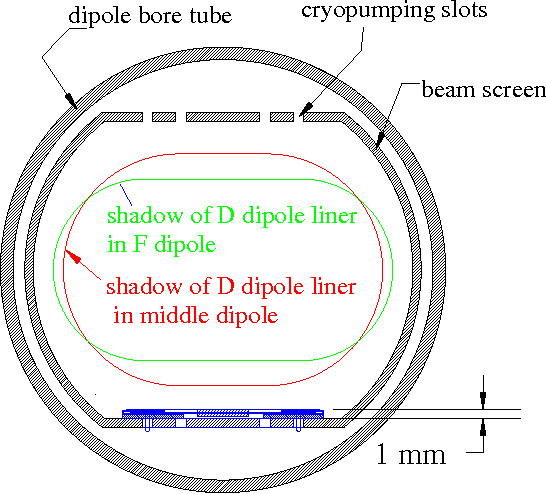 dipole bore tube
cryopumping slots
beam screen
shadow of D dipole liner
in F dipole
shadow of D dipole liner
in middle dipole
1 mm